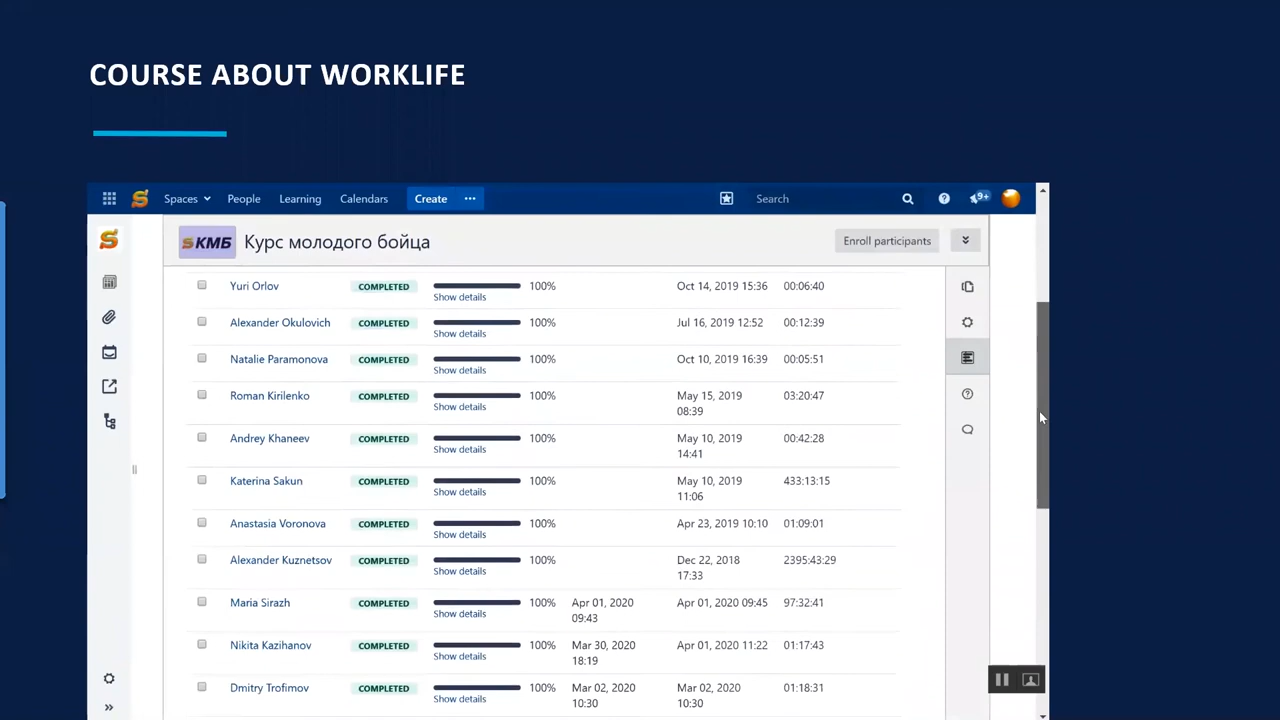 COURSE ABOUT WORKLIFE
Spaces People Learning Calendars Create ··· Search 9+
КМБ Курс молодого бойца Enroll participants
Yuri Orlov COMPLETED 100% Oct 14, 2019 15:36 00:06:40
Show details
Alexander Okulovich COMPLETED 100% Jul 16, 2019 12:52 00:12:39
Show details
Natalie Paramonova COMPLETED 100% Oct 10, 2019 16:39 00:05:51
Show details
Roman Kirilenko COMPLETED 100% May 15, 2019 03:20:47
Show details 08:39
Andrey Khaneev COMPLETED 100% May 10, 2019 00:42:28
Show details 14:41
Katerina Sakun COMPLETED 100% May 10, 2019 433:13:15
Show details 11:06
Anastasia Voronova COMPLETED 100% Apr 23, 2019 10:10 01:09:01
Show details
Alexander Kuznetsov COMPLETED 100% Dec 22, 2018 2395:43:29
Show details 17:33
Maria Sirazh COMPLETED 100% Apr 01, 2020 Apr 01, 2020 09:45 97:32:41
Show details 09:43
Nikita Kazihanov COMPLETED 100% Mar 30, 2020 Apr 01, 2020 11:22 01:17:43
Show details 18:19
Dmitry Trofimov COMPLETED 100% Mar 02, 2020 Mar 02, 2020 01:18:31
Show details 10:30 10:30